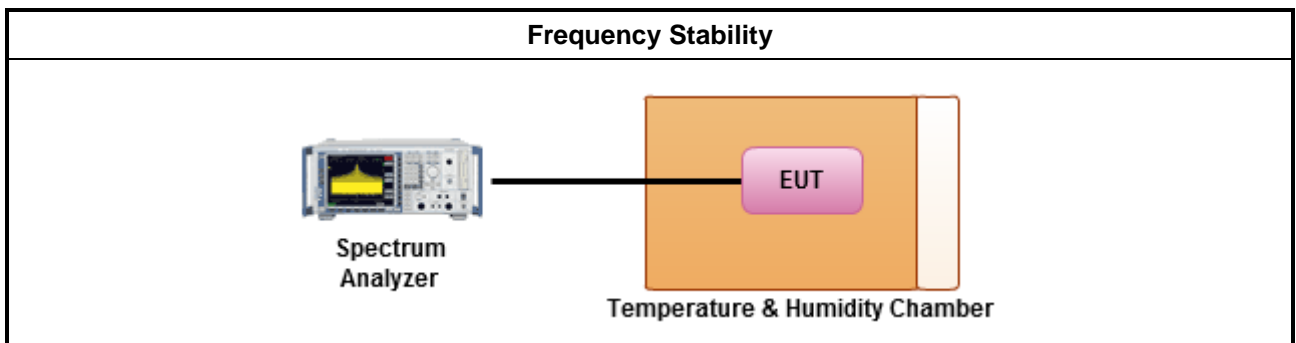 Frequency Stability
EUT
Spectrum
Analyzer
Temperature & Humidity Chamber